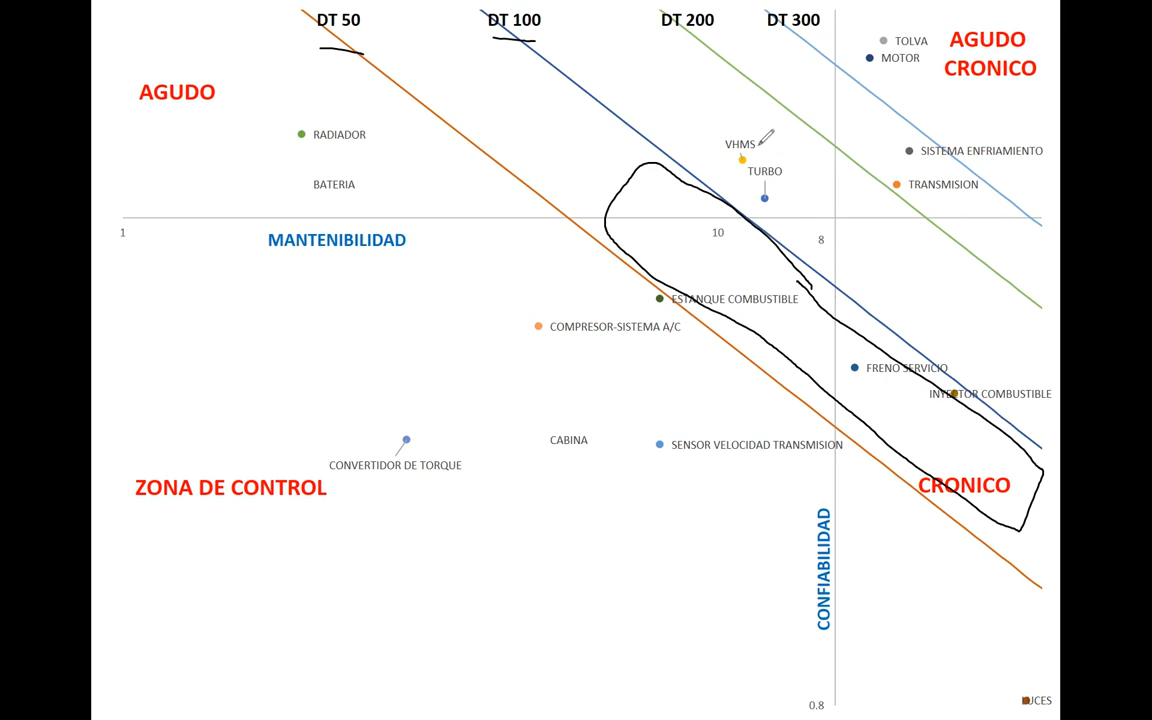 DT 50
DT 100
DT 200
DT 300
TOLVA
AGUDO
CRONICO
MOTOR
AGUDO
RADIADOR
VHMS
SISTEMA ENFRIAMIENTO
TURBO
BATERIA
TRANSMISION
1
10
8
MANTENIBILIDAD
ESTANQUE COMBUSTIBLE
COMPRESOR-SISTEMA A/C
FRENO SERVICIO
INYECTOR COMBUSTIBLE
CABINA
SENSOR VELOCIDAD TRANSMISION
CONVERTIDOR DE TORQUE
ZONA DE CONTROL
CRONICO
CONFIABILIDAD
0.8
LUCES